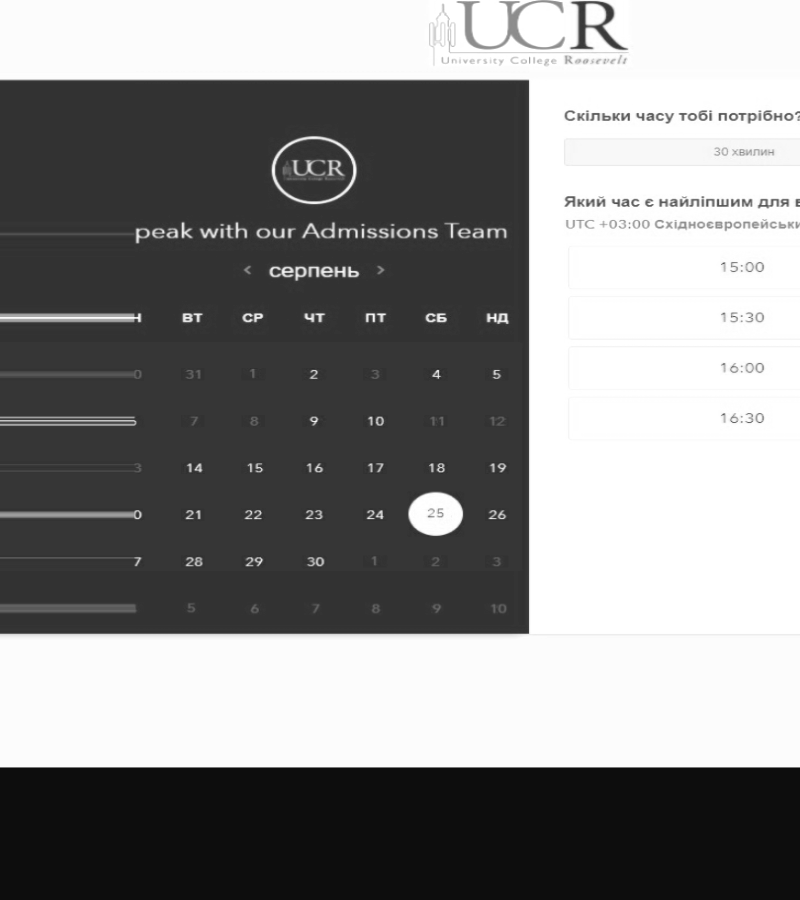 UCR
University College Roosevelt
UCR
peak with our Admissions Team
< серпень >
Н ВТ СР ЧТ ПТ СБ НД
0 31 1 2 3 4 5
7 8 9 10 11 12
3 14 15 16 17 18 19
0 21 22 23 24 25 26
7 28 29 30 1 2 3
5 6 7 8 9 10
Скільки часу тобі потрібно?
30 хвилин
Який час є найліпшим для в
UTC +03:00 Східноєвропейськи
15:00
15:30
16:00
16:30